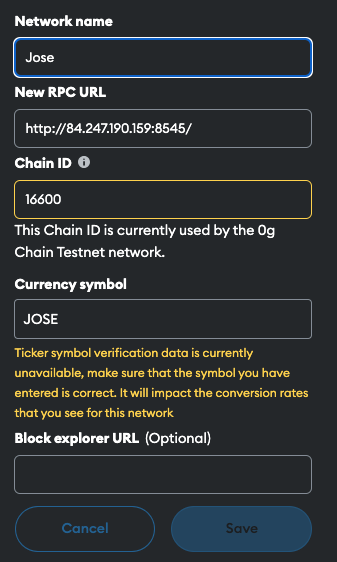 Network name
Jose
New RPC URL
http://84.247.190.159:8545/
Chain ID
16600
This Chain ID is currently used by the 0g
Chain Testnet network.
Currency symbol
JOSE
Ticker symbol verification data is currently
unavailable, make sure that the symbol you have
entered is correct. It will impact the conversion rates
that you see for this network
Block explorer URL (Optional)
Cancel
Save